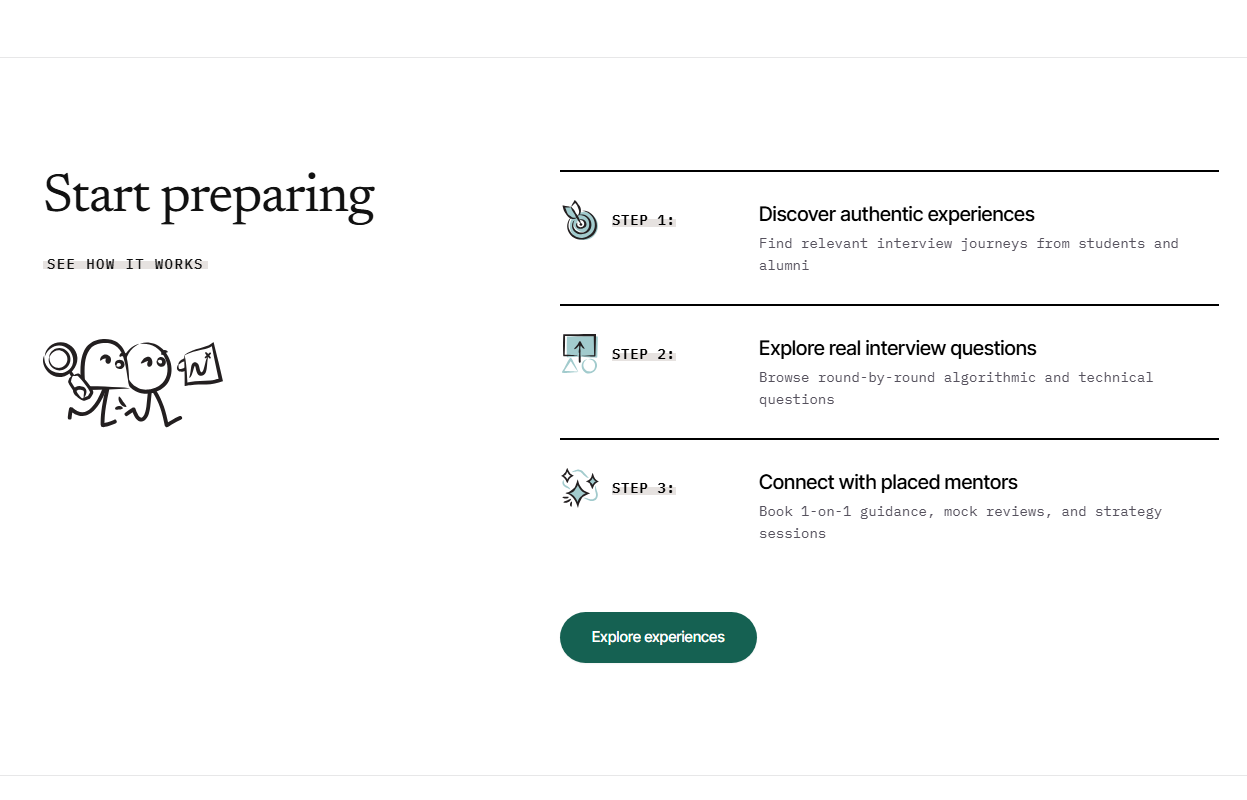 Start preparing
SEE HOW IT WORKS
STEP 1:
Discover authentic experiences
Find relevant interview journeys from students and
alumni
STEP 2:
Explore real interview questions
Browse round-by-round algorithmic and technical
questions
STEP 3:
Connect with placed mentors
Book 1-on-1 guidance, mock reviews, and strategy
sessions
Explore experiences